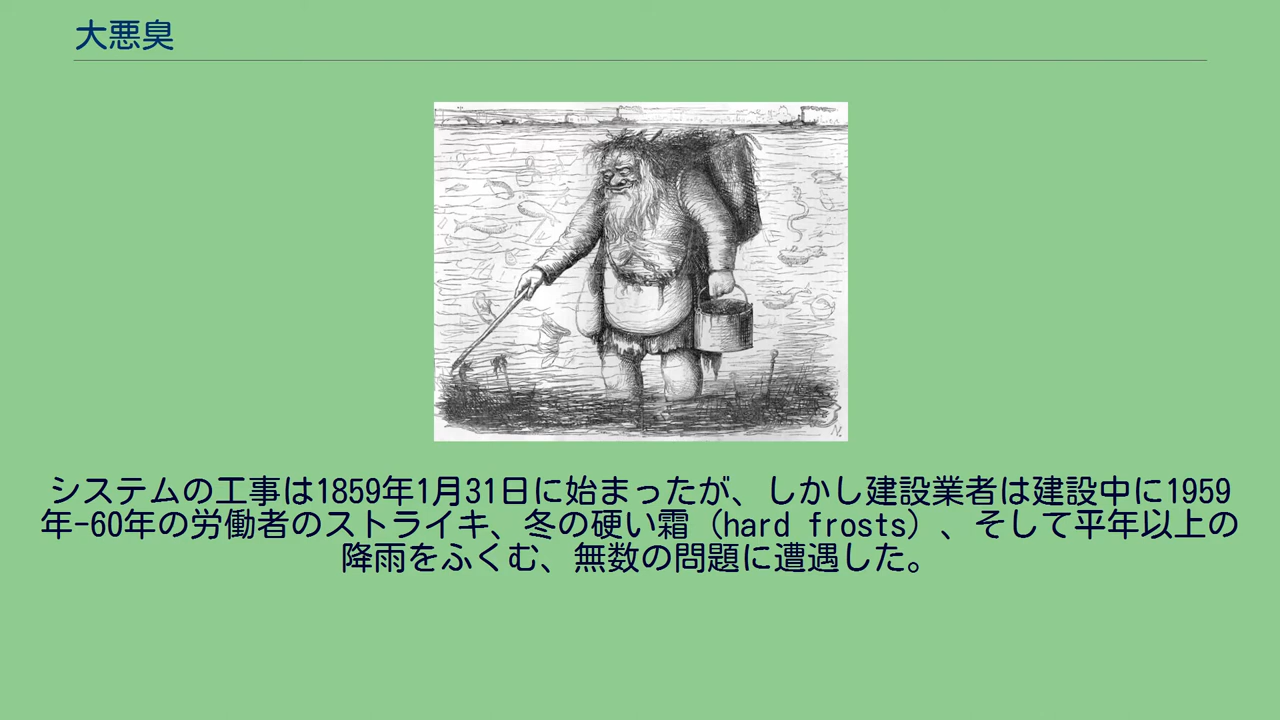 大悪臭
システムの工事は1859年1月31日に始まったが、しかし建設業者は建設中に1959
年-60年の労働者のストライキ、冬の硬い霜（hard frosts）、そして平年以上の
降雨をふくむ、無数の問題に遭遇した。